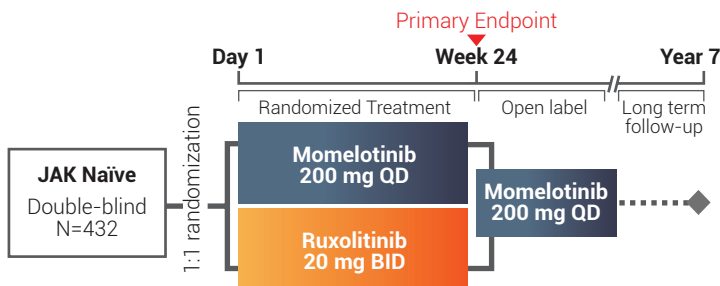 Primary Endpoint
Day 1
Week 24
Year 7
Randomized Treatment
Open label
Long term
follow-up
JAK Naïve
Double-blind
N=432
1:1 randomization
Momelotinib
200 mg QD
Ruxolitinib
20 mg BID
Momelotinib
200 mg QD